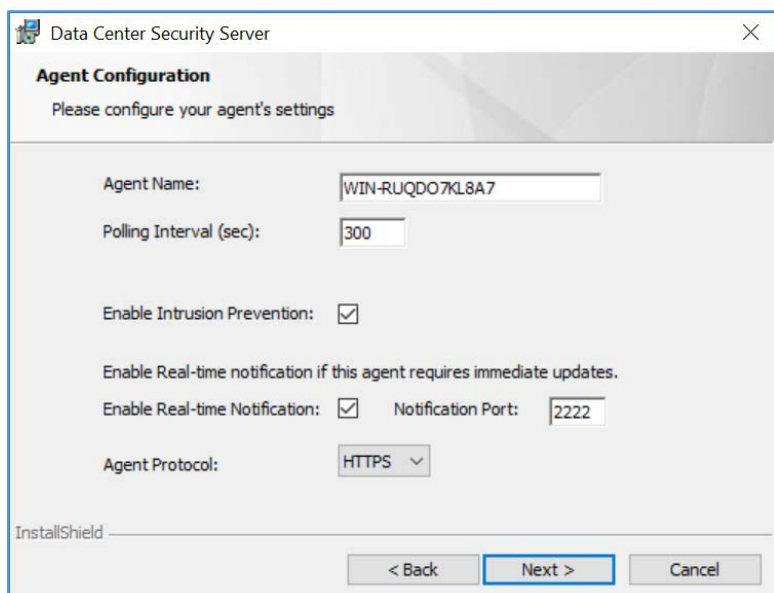 Data Center Security Server
Agent Configuration
Please configure your agent's settings
Agent Name: WIN-RUQDO7KL8A7
Polling Interval (sec): 300
Enable Intrusion Prevention:
Enable Real-time notification if this agent requires immediate updates.
Enable Real-time Notification: Notification Port: 2222
Agent Protocol: HTTPS
InstallShield
< Back Next > Cancel